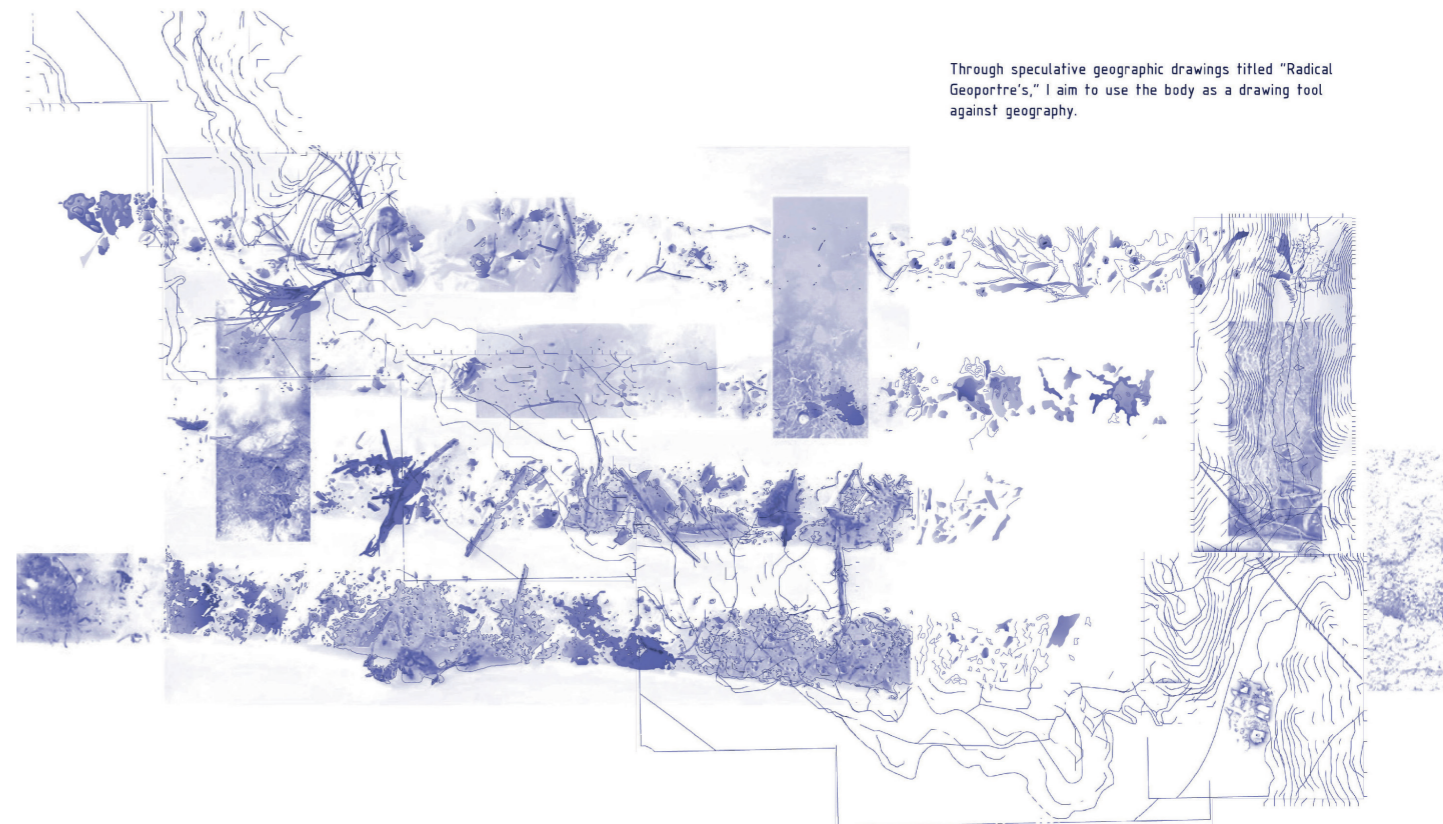 Through speculative geographic drawings titled "Radical
Geoportre's," I aim to use the body as a drawing tool
against geography.